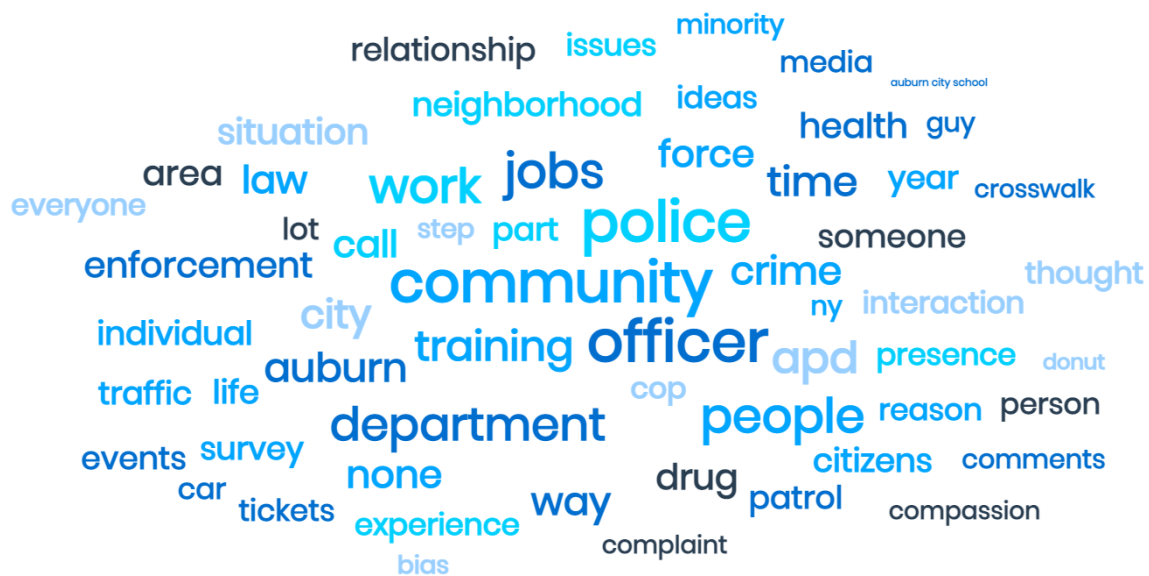 minority
relationship issues
media
auburn city school
neighborhood ideas
situation health guy
force
area law work jobs time year crosswalk
everyone
lot call step part police someone
enforcement community crime thought
city ny interaction
individual training officer
auburn apd presence donut
traffic life cop
department people reason person
events survey citizens comments
car none drug
tickets way patrol compassion
experience
complaint
bias